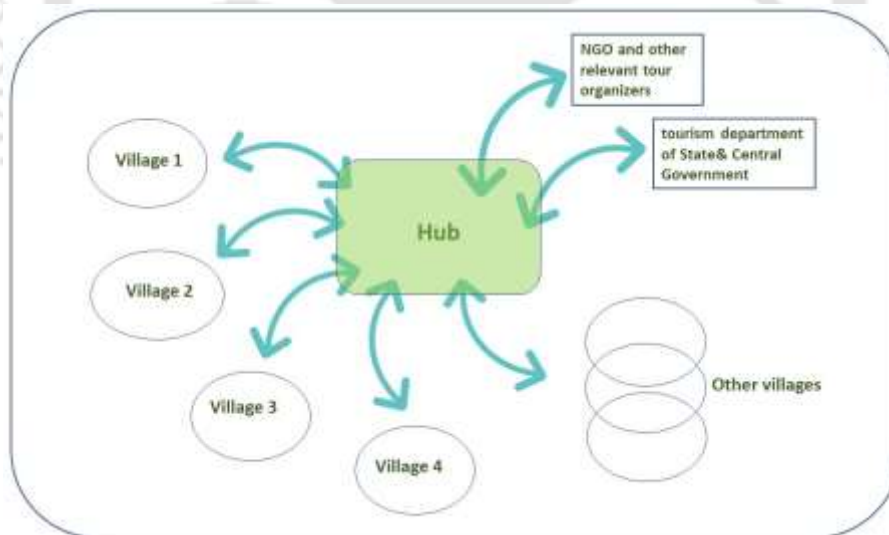 NGO and other
relevant tour
organizers
tourism department
of State& Central
Government
Village 1
Hub
Village 2
Village 3
Village 4
Other villages